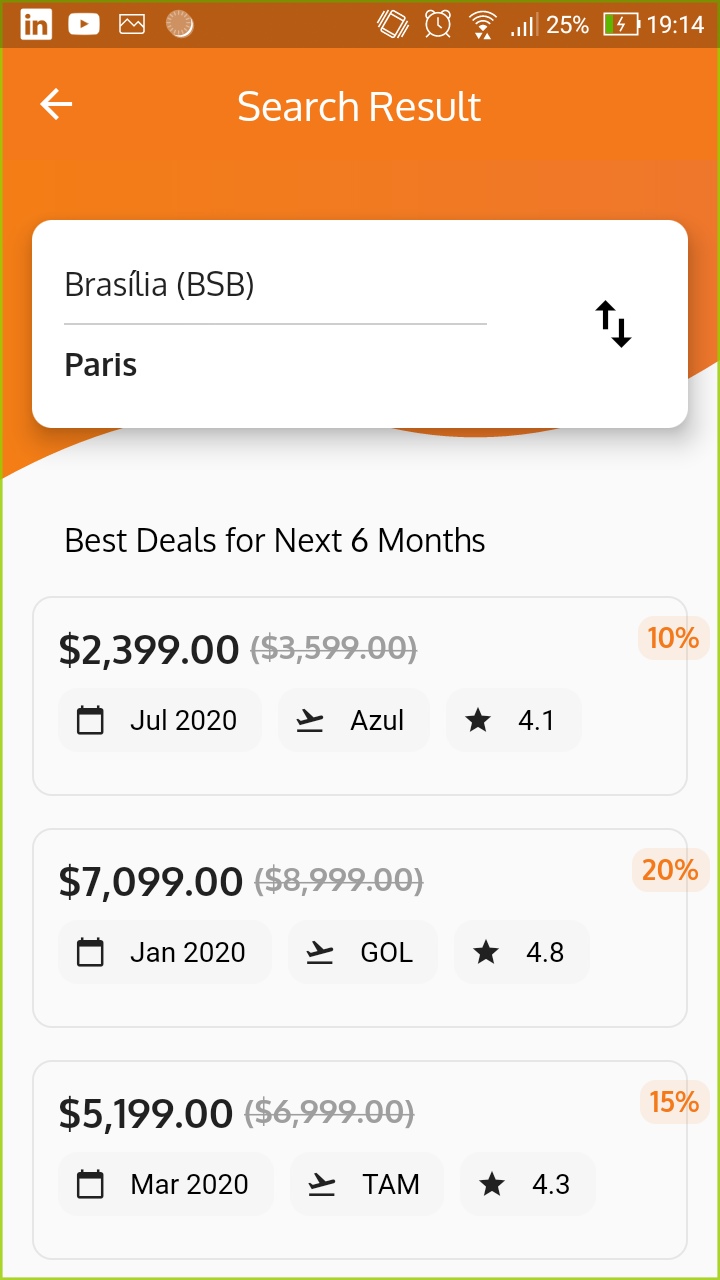 in 25% 19:14
Search Result
Brasília (BSB)
Paris
Best Deals for Next 6 Months
$2,399.00 ($3,599.00) 10%
Jul 2020 Azul 4.1
$7,099.00 ($8,999.00) 20%
Jan 2020 GOL 4.8
$5,199.00 ($6,999.00) 15%
Mar 2020 TAM 4.3